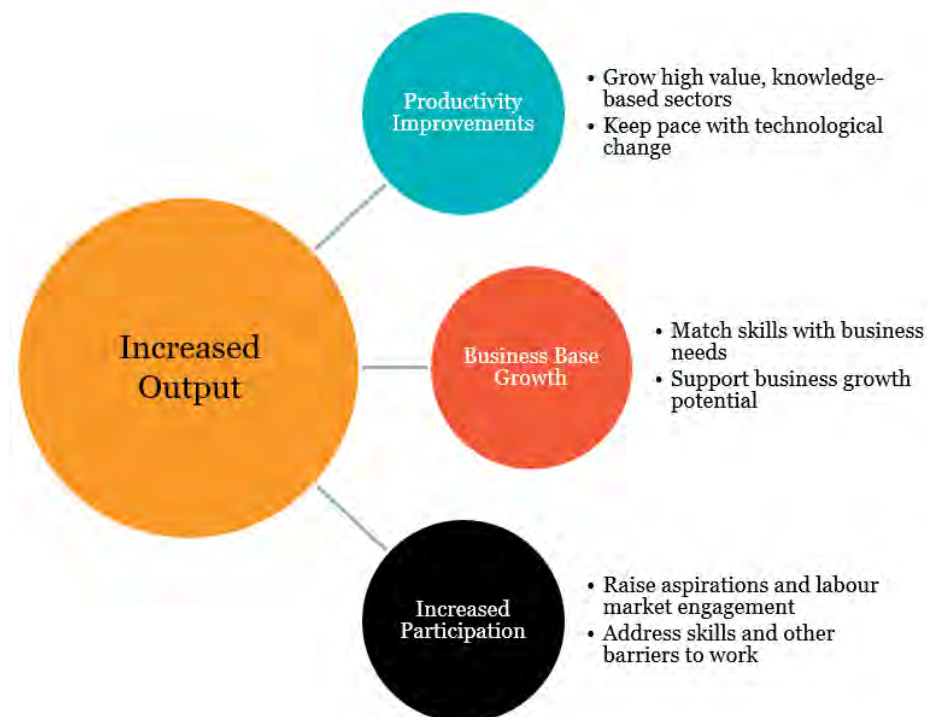 Increased
Output
Productivity
Improvements
• Grow high value, knowledge-
based sectors
• Keep pace with technological
change
Business Base
Growth
• Match skills with business
needs
• Support business growth
potential
Increased
Participation
• Raise aspirations and labour
market engagement
• Address skills and other
barriers to work